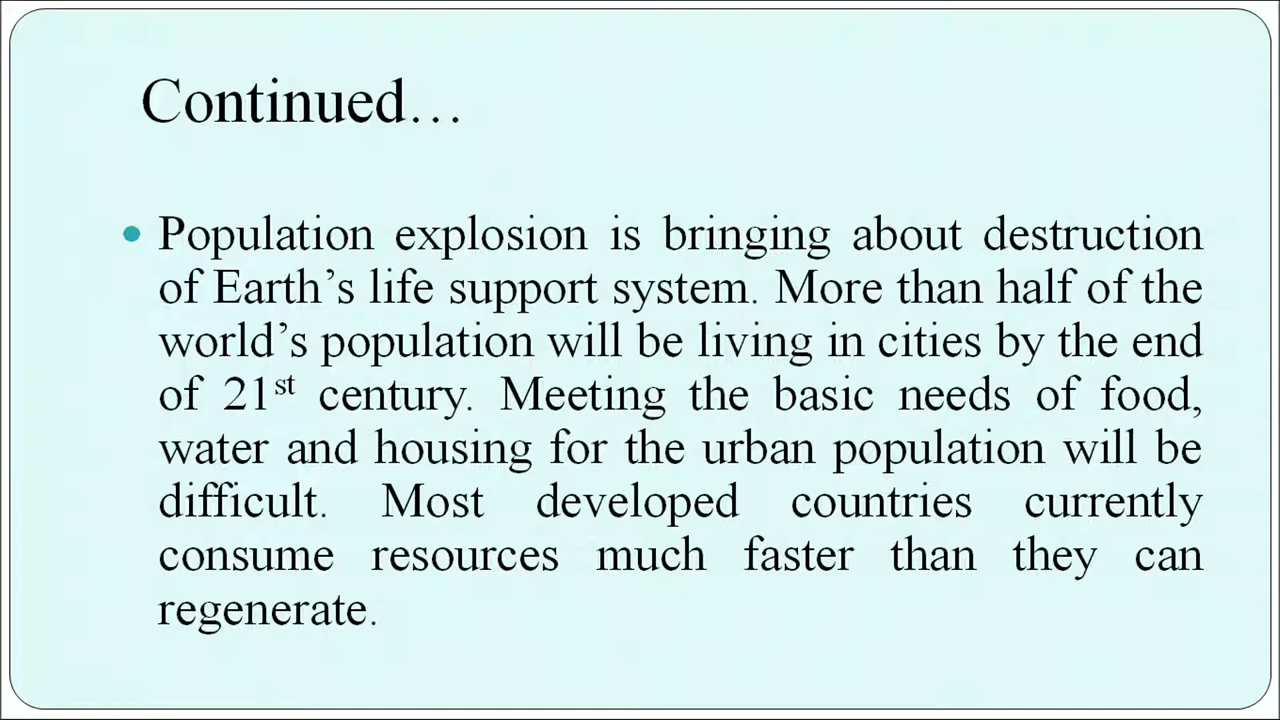 Continued…
• Population explosion is bringing about destruction
of Earth’s life support system. More than half of the
world’s population will be living in cities by the end
of 21st century. Meeting the basic needs of food,
water and housing for the urban population will be
difficult. Most developed countries currently
consume resources much faster than they can
regenerate.